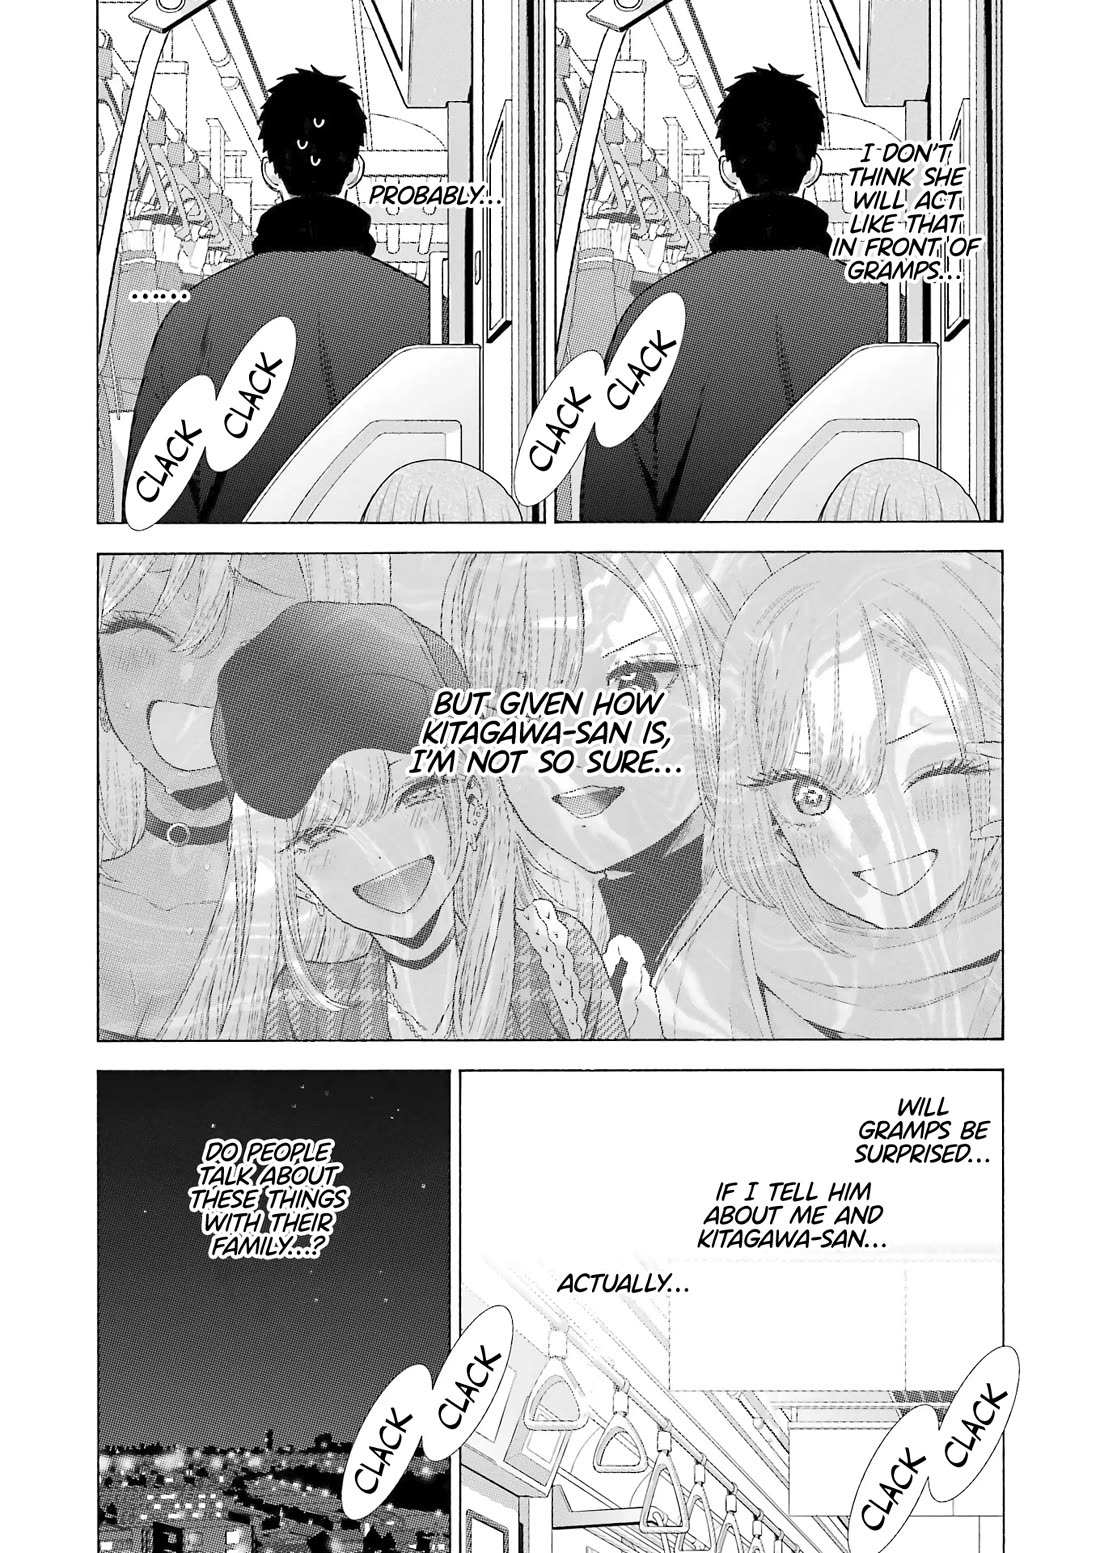 I DON'T
THINK SHE
WILL ACT
LIKE THAT
IN FRONT OF
GRAMPS...
CLACK
CLACK
PROBABLY...
......
CLACK
CLACK
BUT GIVEN HOW
KITAGAWA-SAN IS,
I'M NOT SO SURE...
WILL
GRAMPS BE
SURPRISED...
IF I TELL HIM
ABOUT ME AND
KITAGAWA-SAN...
ACTUALLY...
CLACK
CLACK
DO PEOPLE
TALK ABOUT
THESE THINGS
WITH THEIR
FAMILY...?
CLACK
CLACK